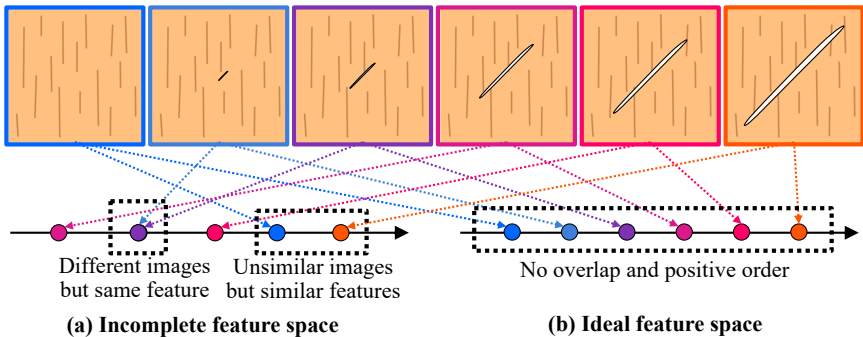 Different images
but same feature
Unsimilar images
but similar features
No overlap and positive order
(a) Incomplete feature space
(b) Ideal feature space